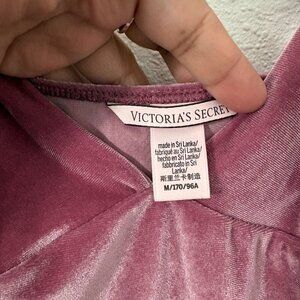 VICTORIA'S SECRET
made in Sri Lanka/
fabriqué au Sri Lanka/
hecho en Sri Lanka/
fabbricato in
Sri Lanka/
斯里兰卡制造
M/170/96A